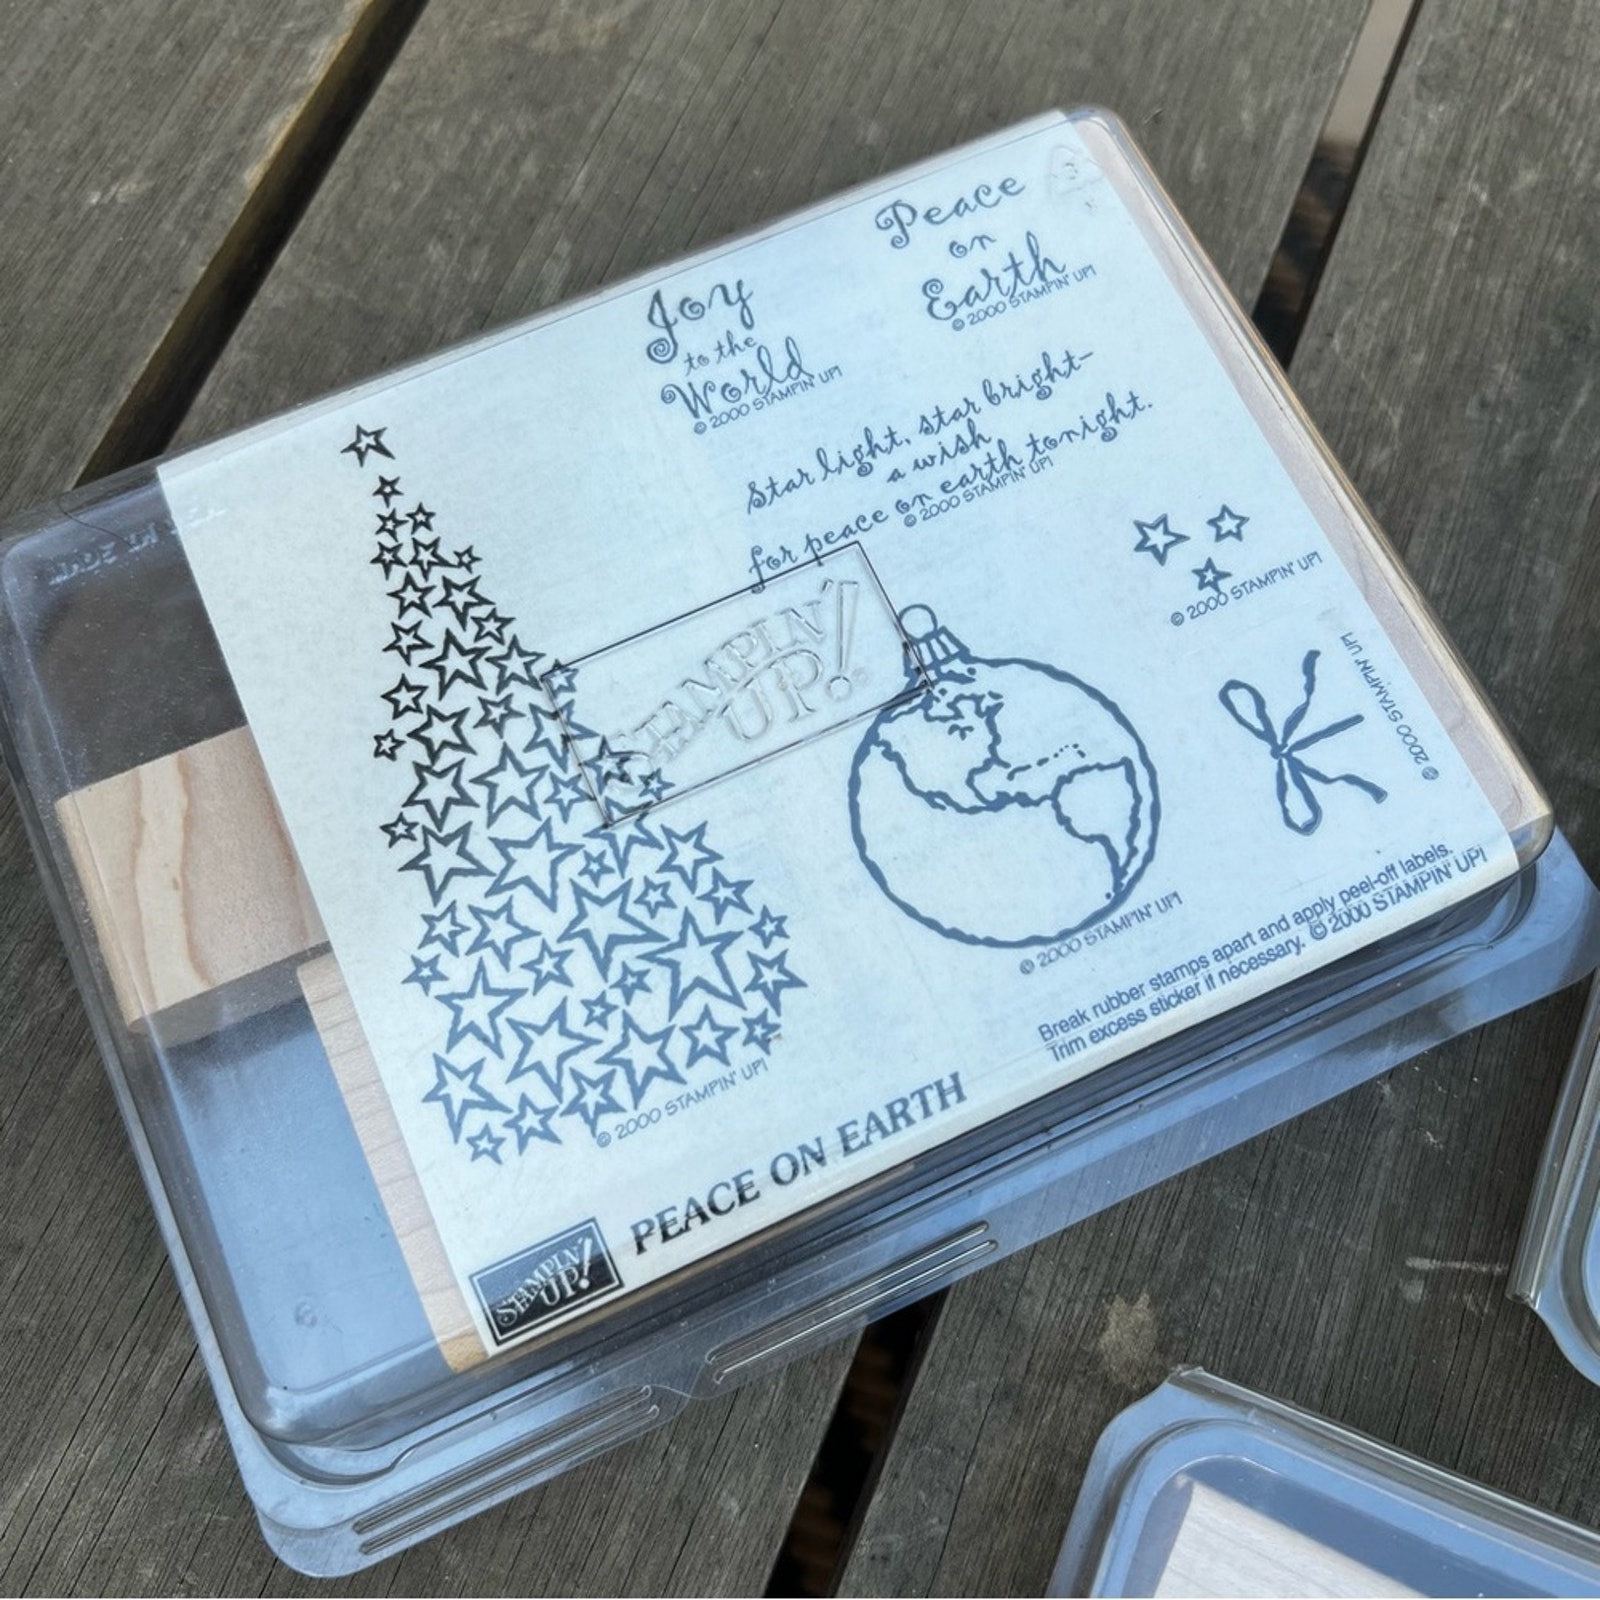 Peace
on
Earth
© 2000 STAMPIN' UP!
Joy
to the
World
© 2000 STAMPIN' UP!
Star light, star bright–
a wish
for peace on earth tonight.
© 2000 STAMPIN' UP!
© 2000 STAMPIN' UP!
STAMPIN'
UP!
© 2000 STAMPIN' UP!
© 2000 STAMPIN' UP!
© 2000 STAMPIN' UP!
Break rubber stamps apart and apply peel-off labels.
Trim excess sticker if necessary. © 2000 STAMPIN' UP!
PEACE ON EARTH
STAMPIN'
UP!